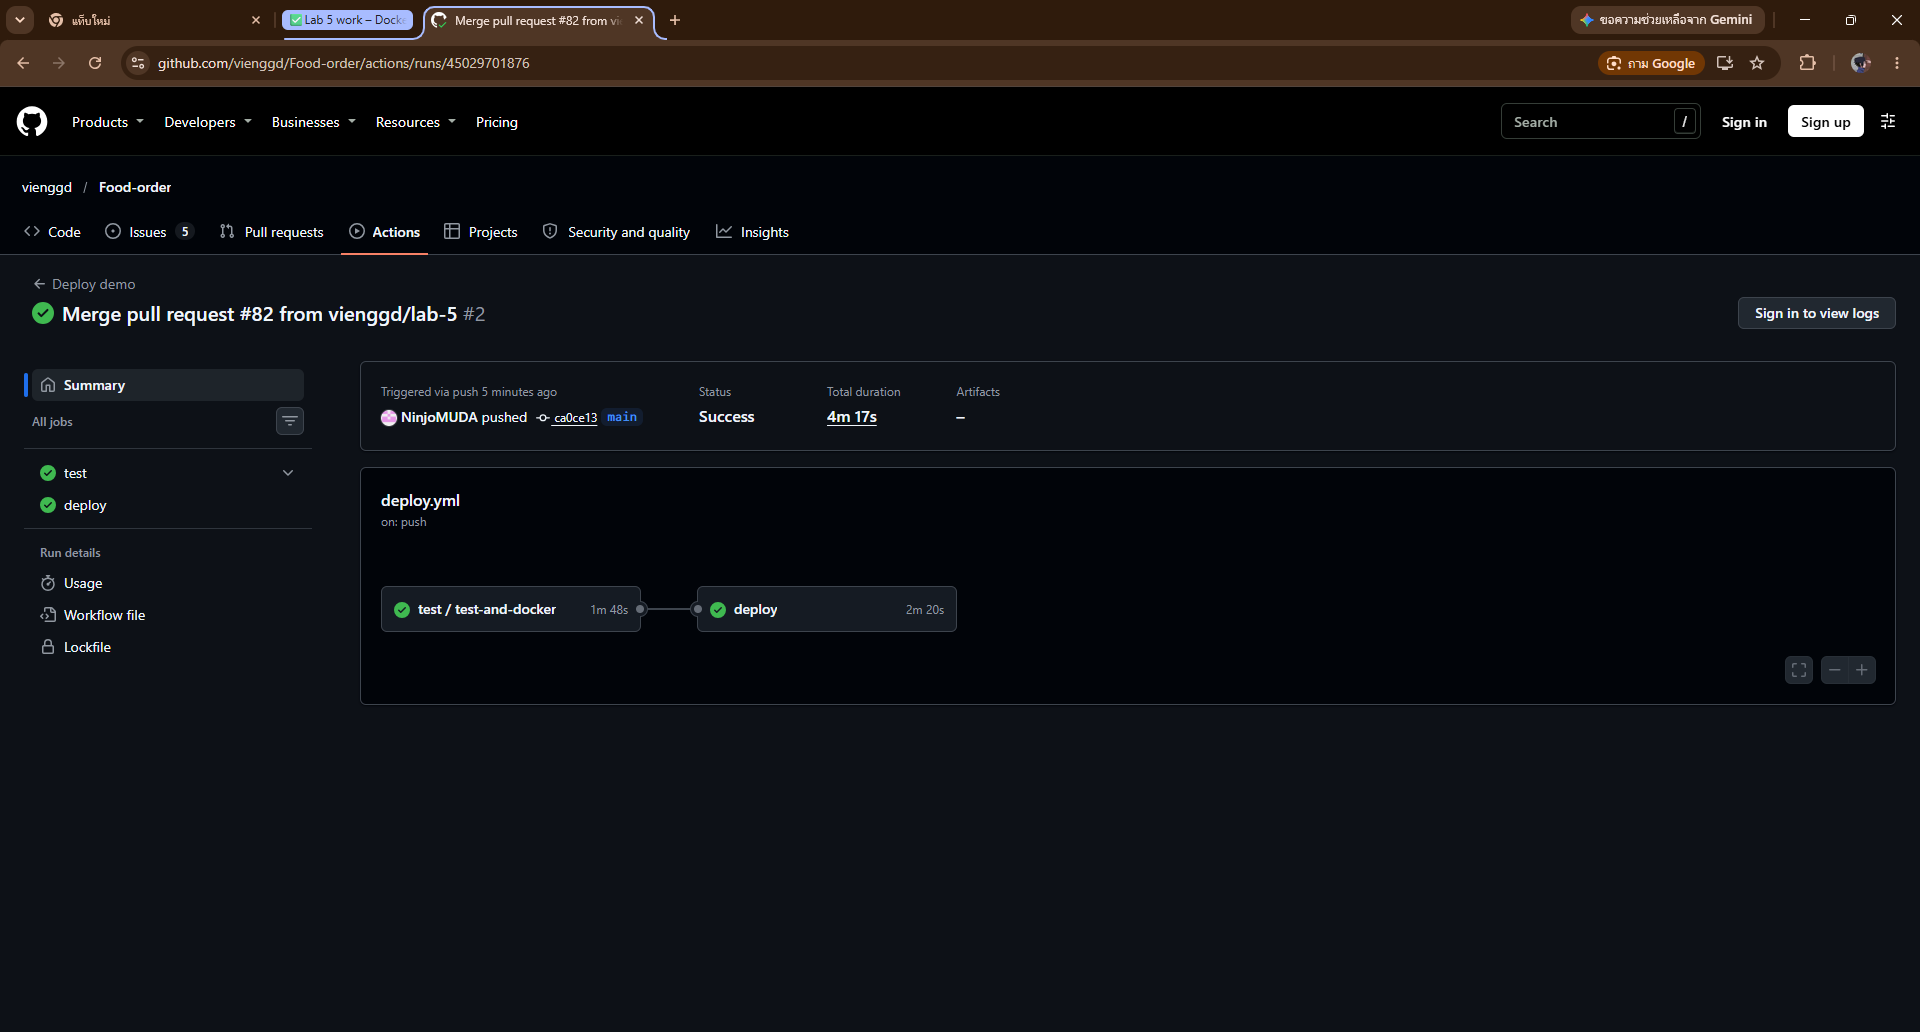 แท็บใหม่
Lab 5 work – Docke
Merge pull request #82 from vi
ขอความช่วยเหลือจาก Gemini
github.com/vienggd/Food-order/actions/runs/45029701876
ถาม Google
Products
Developers
Businesses
Resources
Pricing
Search
/
Sign in
Sign up
vienggd / Food-order
Code
Issues 5
Pull requests
Actions
Projects
Security and quality
Insights
Deploy demo
Merge pull request #82 from vienggd/lab-5 #2
Sign in to view logs
Summary
All jobs
test
deploy
Run details
Usage
Workflow file
Lockfile
Triggered via push 5 minutes ago
NinjoMUDA pushed ca0ce13 main
Status
Success
Total duration
4m 17s
Artifacts
–
deploy.yml
on: push
test / test-and-docker 1m 48s
deploy 2m 20s